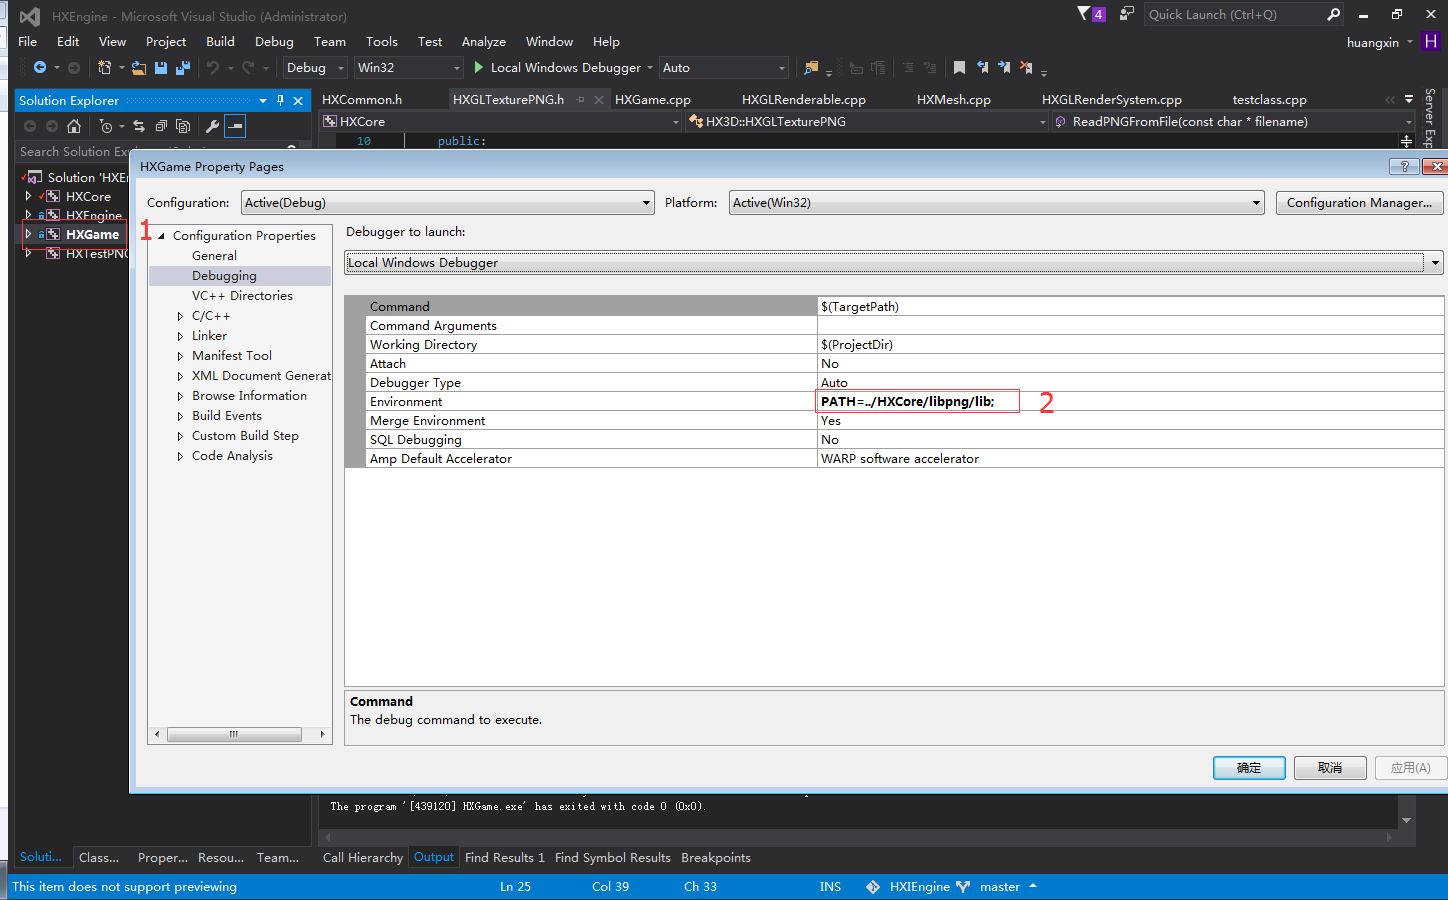 HXEngine - Microsoft Visual Studio (Administrator)
4
Quick Launch (Ctrl+Q)
File Edit View Project Build Debug Team Tools Test Analyze Window Help
huangxin H
Debug Win32 Local Windows Debugger Auto
Solution Explorer
HXCommon.h HXGLTexturePNG.h HXGame.cpp HXGLRenderable.cpp HXMesh.cpp HXGLRenderSystem.cpp testclass.cpp
Server Exp
HXCore HX3D::HXGLTexturePNG ReadPNGFromFile(const char * filename)
10 public:
Search Solution Ex
Solution 'HXE
HXCore
HXEngine
HXGame
HXTestPN
1
HXGame Property Pages
Configuration: Active(Debug) Platform: Active(Win32) Configuration Manager...
Configuration Properties
General
Debugging
VC++ Directories
C/C++
Linker
Manifest Tool
XML Document Generat
Browse Information
Build Events
Custom Build Step
Code Analysis
Debugger to launch:
Local Windows Debugger
Command $(TargetPath)
Command Arguments
Working Directory $(ProjectDir)
Attach No
Debugger Type Auto
Environment PATH=../HXCore/libpng/lib; 2
Merge Environment Yes
SQL Debugging No
Amp Default Accelerator WARP software accelerator
Command
The debug command to execute.
确定 取消 应用(A)
The program '[439120] HXGame.exe' has exited with code 0 (0x0).
Soluti... Class... Proper... Resou... Team... Call Hierarchy Output Find Results 1 Find Symbol Results Breakpoints
This item does not support previewing Ln 25 Col 39 Ch 33 INS HXIEngine master